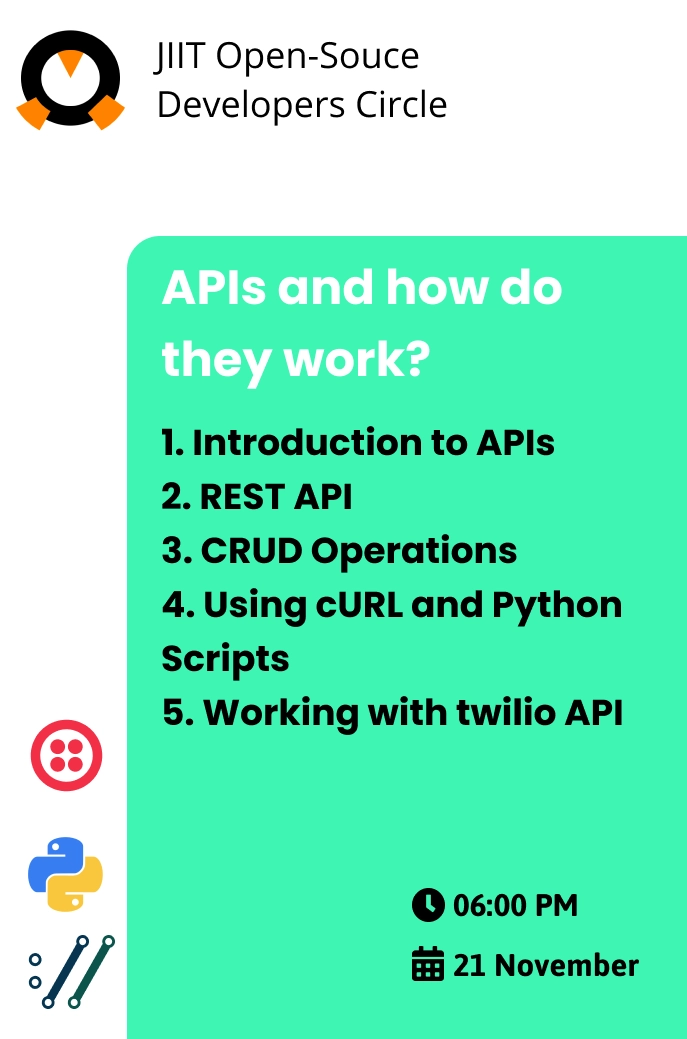 JIIT Open-Souce
Developers Circle
APIs and how do
they work?
1. Introduction to APIs
2. REST API
3. CRUD Operations
4. Using cURL and Python
Scripts
5. Working with twilio API
06:00 PM
21 November